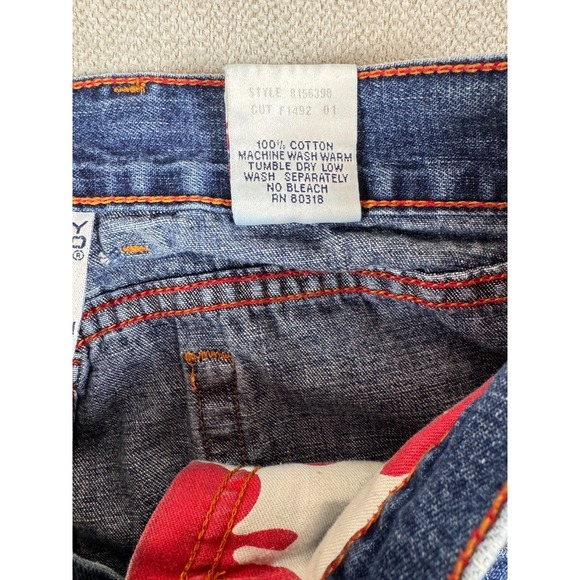 STYLE 8156398
CUT F1492 01
100% COTTON
MACHINE WASH WARM
TUMBLE DRY LOW
WASH SEPARATELY
NO BLEACH
RN 80318
Y
®